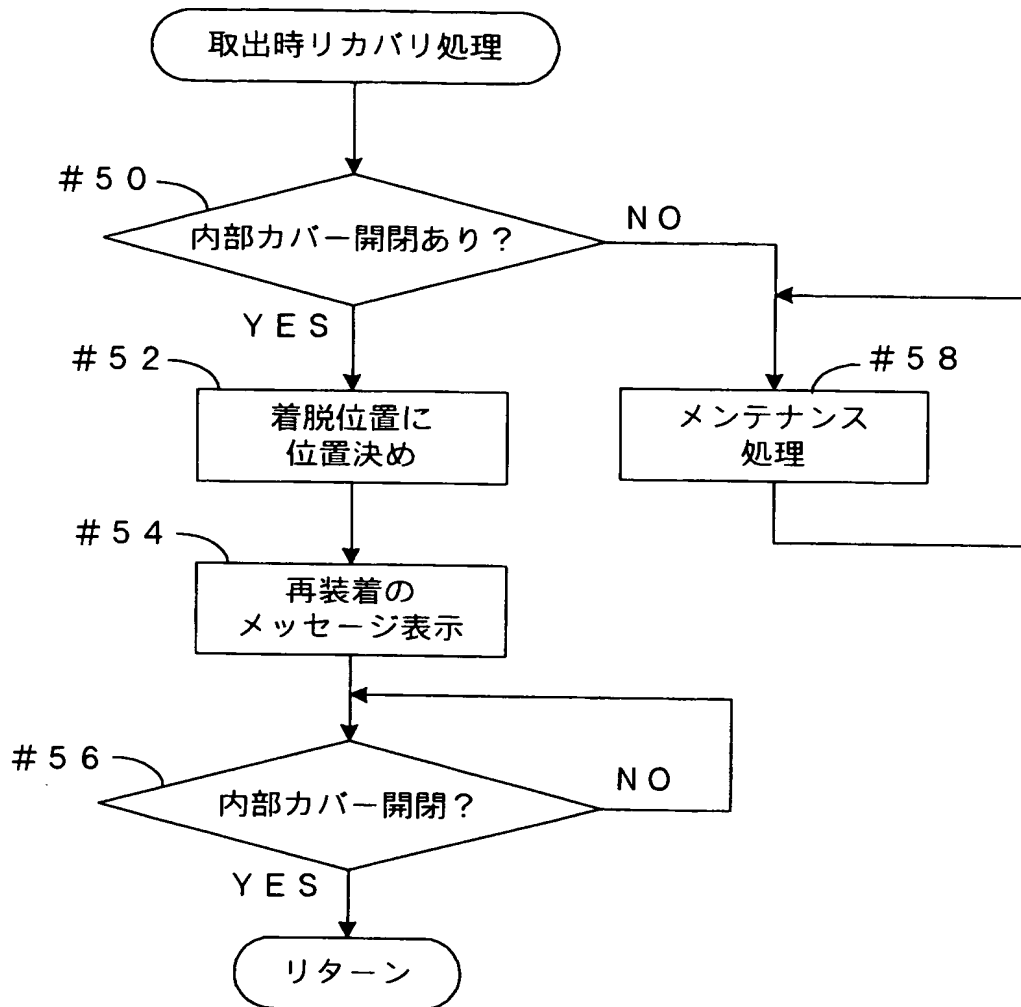 取出時リカバリ処理
#50
内部カバー開閉あり?
NO
YES
#52
着脱位置に
位置決め
#58
メンテナンス
処理
#54
再装着の
メッセージ表示
#56
内部カバー開閉?
NO
YES
リターン